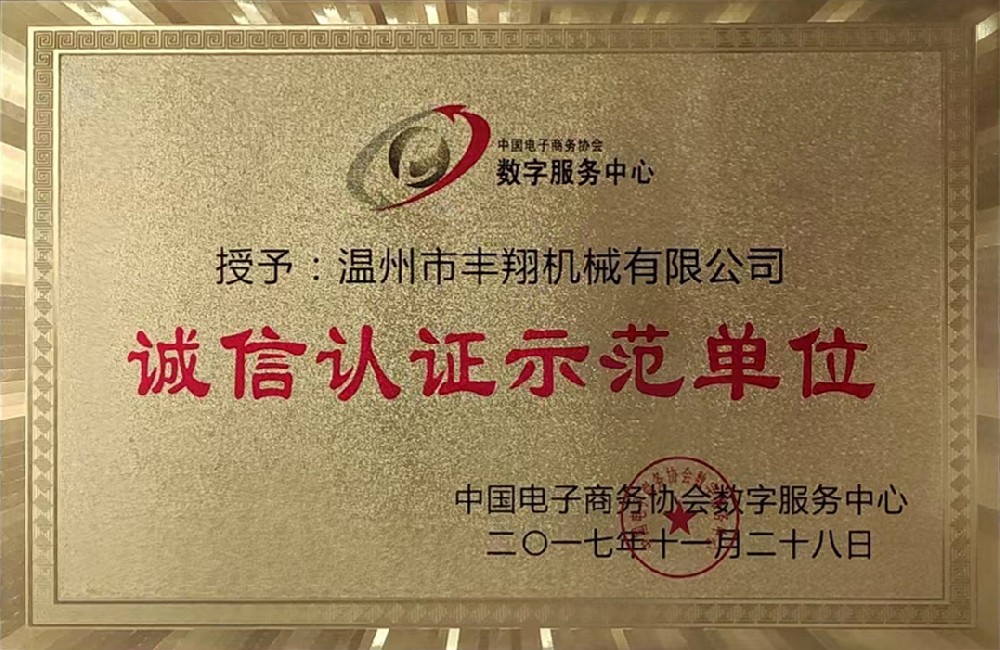 中国电子商务协会
数字服务中心
授予：温州市丰翔机械有限公司
诚信认证示范单位
中国电子商务协会数字服务中心
二〇一七年十一月二十八日